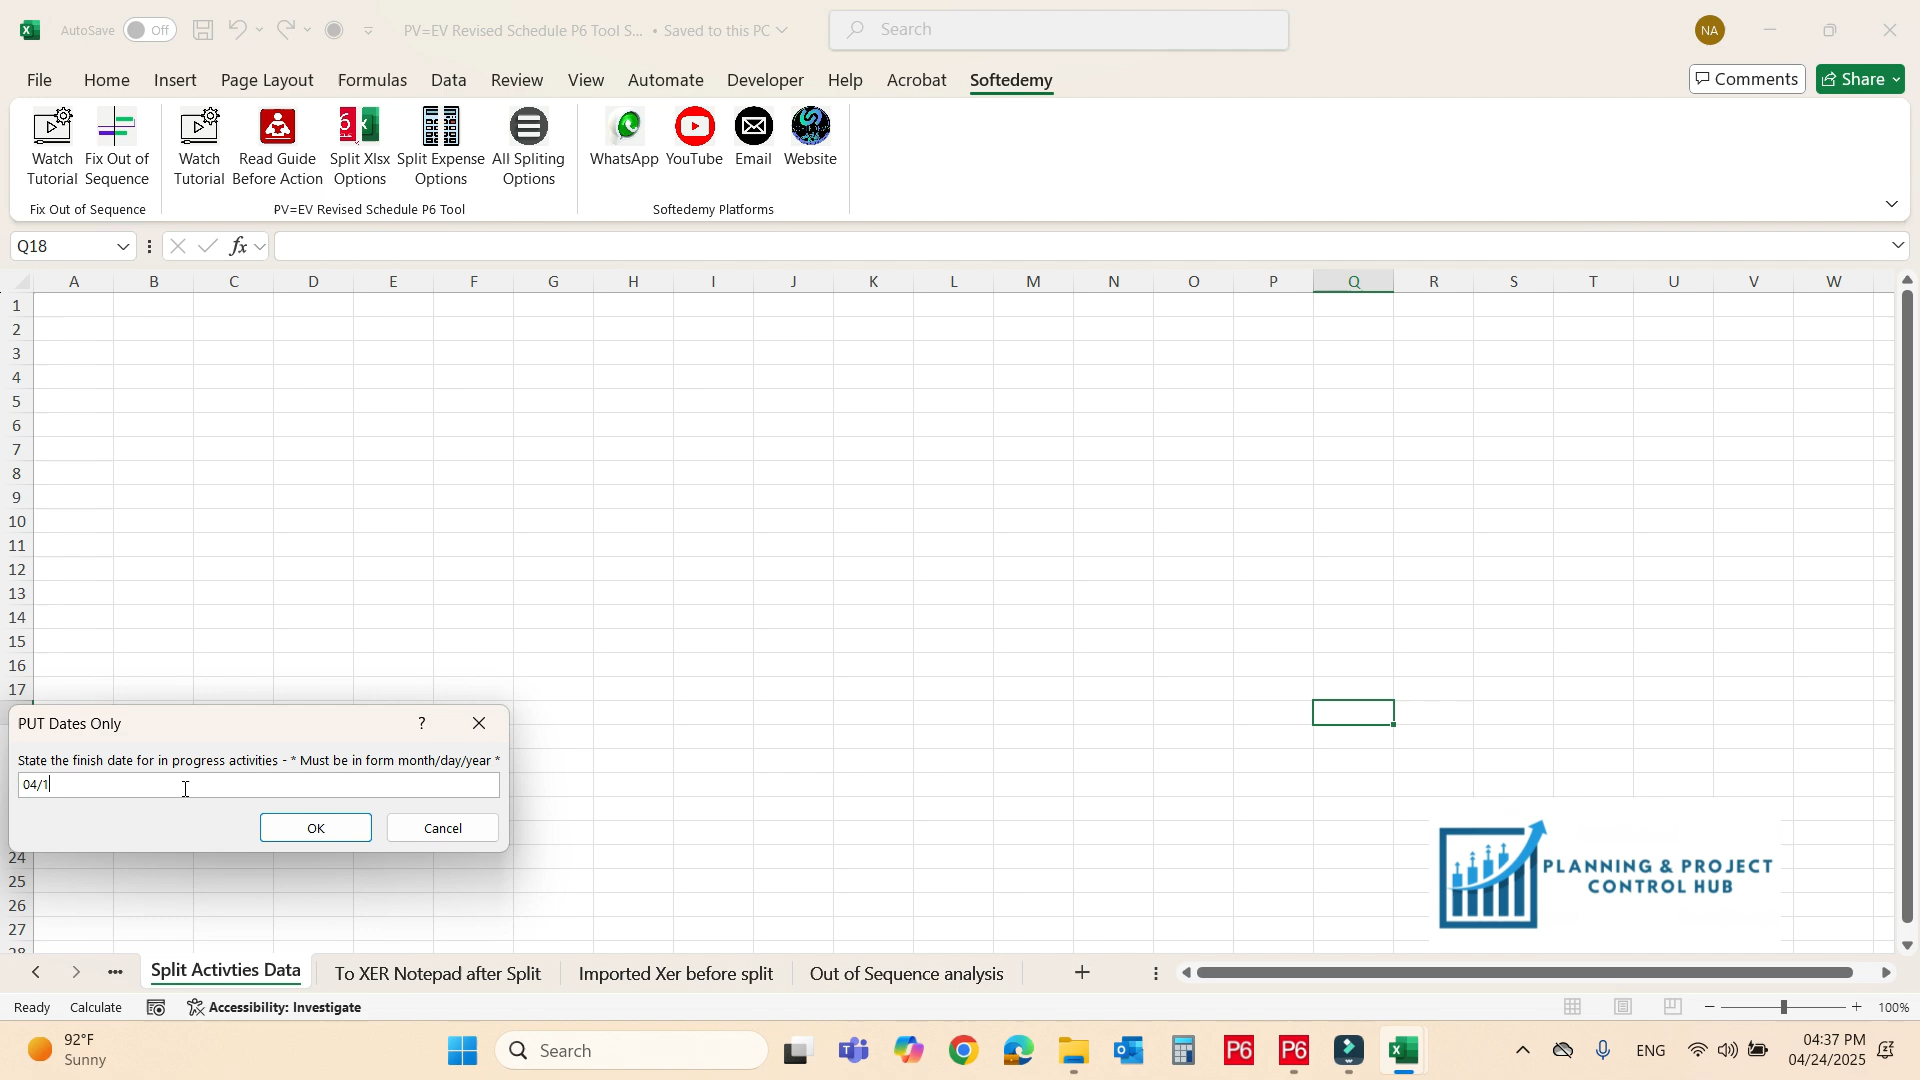 AutoSave Off PV=EV Revised Schedule P6 Tool S... • Saved to this PC Search NA
File Home Insert Page Layout Formulas Data Review View Automate Developer Help Acrobat Softedemy Comments Share
Watch Tutorial
Fix Out of Sequence
Watch Tutorial
Read Guide Before Action
Split Xlsx Options
Split Expense Options
All Spliting Options
WhatsApp YouTube Email Website
Fix Out of Sequence PV=EV Revised Schedule P6 Tool Softedemy Platforms
Q18 fx
A B C D E F G H I J K L M N O P Q R S T U V W
1
2
3
4
5
6
7
8
9
10
11
12
13
14
15
16
17
PUT Dates Only ?
State the finish date for in progress activities - * Must be in form month/day/year *
04/1
OK Cancel
24
25
26
27
28
PLANNING & PROJECT
CONTROL HUB
Split Activties Data To XER Notepad after Split Imported Xer before split Out of Sequence analysis
Ready Calculate Accessibility: Investigate 100%
92°F
Sunny
Search P6 P6 ENG
04:37 PM
04/24/2025